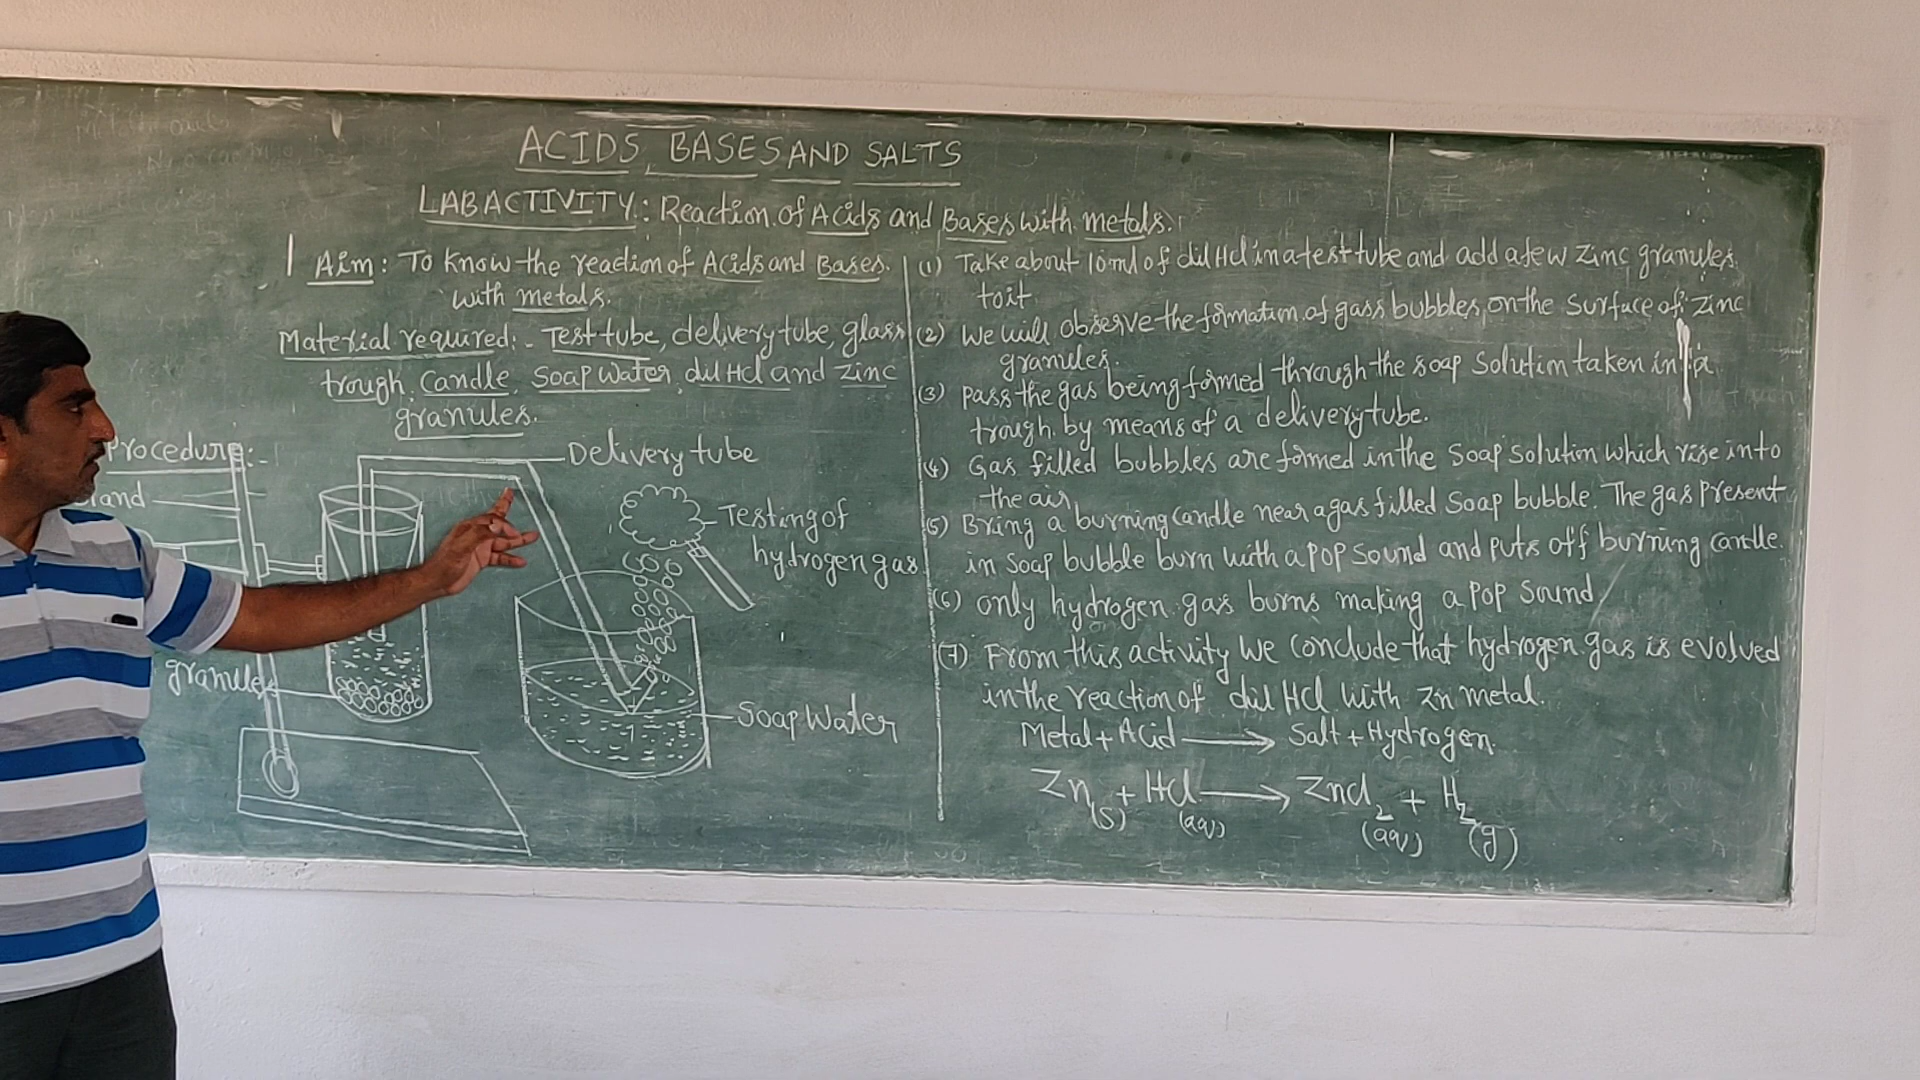 ACIDS, BASES AND SALTS
LAB ACTIVITY: Reaction of Acids and Bases with metals.
Aim: To Know the reaction of Acids and Bases.
with metals.
Material required:- Test tube, delivery tube, glass
trough, Candle, Soap Water, dil Hcl and Zinc
granules.
Procedure:-
Delivery tube
Testing of
hydrogen gas
granules
Soap Water
(1) Take about 10 ml of dil Hcl in a test tube and add a few Zinc granules
to it.
(2) We will observe the formation of gass bubbles on the surface of Zinc
granules.
(3) Pass the gas being formed through the soap solution taken in a
trough by means of a delivery tube.
(4) Gas filled bubbles are formed in the Soap solution which rise into
the air.
(5) Bring a burning candle near a gas filled soap bubble. The gas present
in soap bubble burn with a pop sound and puts off burning candle.
(6) only hydrogen gas burns making a pop sound.
(7) From this activity we conclude that hydrogen gas is evolved
in the reaction of dil Hcl with Zn metal.
Metal + Acid → Salt + Hydrogen.
Zn(s) + Hcl(aq) → Zncl2(aq) + H2(g)